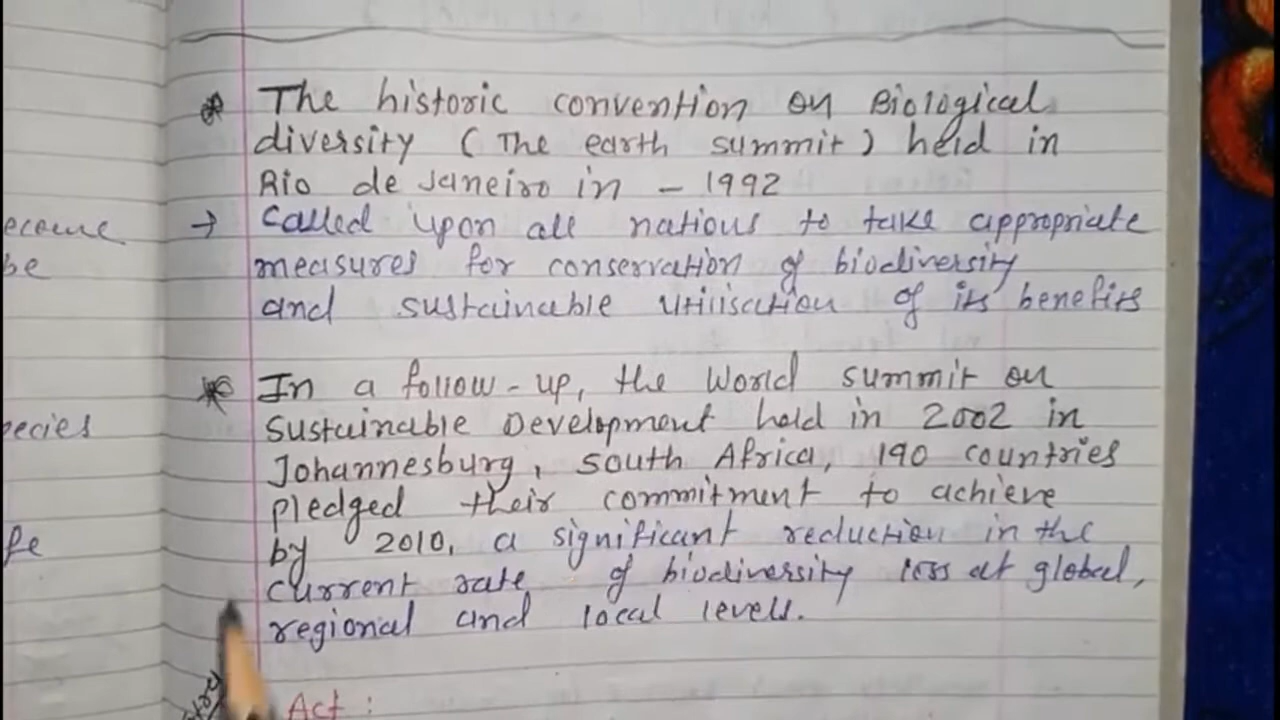 * The historic convention on Biological
diversity (The earth summit) held in
Rio de Janeiro in - 1992
ecome → called upon all nations to take appropriate
be measures for conservation of biodiversity
and sustainable utilisation of its benefits
* In a follow-up, the World summit on
pecies Sustainable Development held in 2002 in
Johannesburg, South Africa, 190 countries
pledged their commitment to achieve
fe by 2010, a significant reduction in the
current rate of biodiversity loss at global,
regional and local levels.
Act :